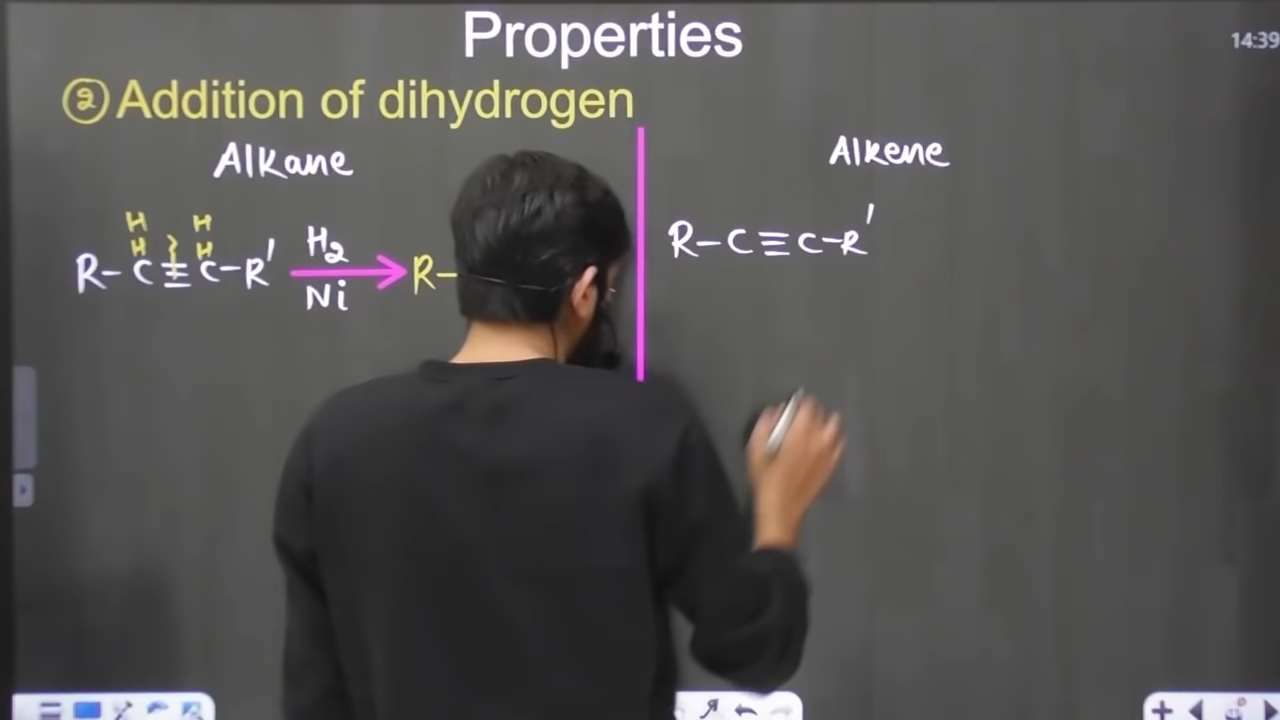 Properties
14:39
② Addition of dihydrogen
Alkane
Alkene
H H
H H
R-C≡C-R' H2 Ni R-
R-C≡C-R'